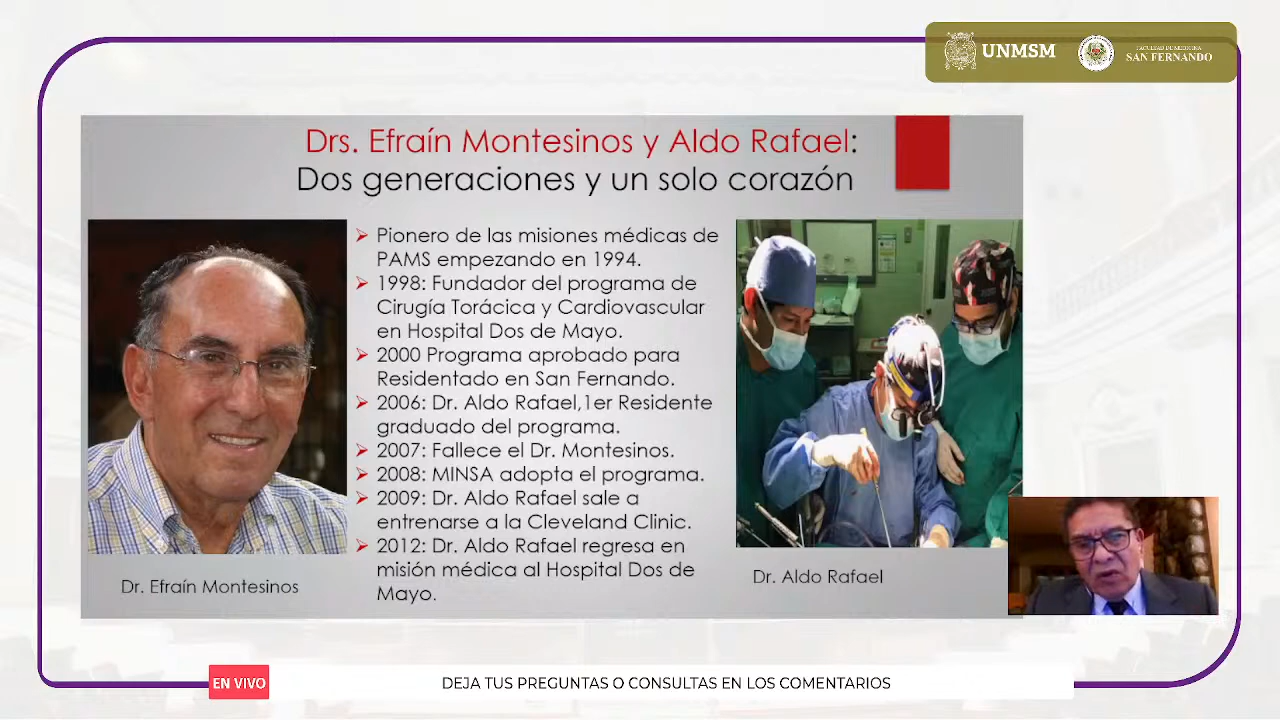 UNMSM
FACULTAD DE MEDICINA
SAN FERNANDO
Drs. Efraín Montesinos y Aldo Rafael:
Dos generaciones y un solo corazón
Pionero de las misiones médicas de
PAMS empezando en 1994.
1998: Fundador del programa de
Cirugía Torácica y Cardiovascular
en Hospital Dos de Mayo.
2000 Programa aprobado para
Residentado en San Fernando.
2006: Dr. Aldo Rafael,1er Residente
graduado del programa.
2007: Fallece el Dr. Montesinos.
2008: MINSA adopta el programa.
2009: Dr. Aldo Rafael sale a
entrenarse a la Cleveland Clinic.
2012: Dr. Aldo Rafael regresa en
misión médica al Hospital Dos de
Mayo.
Dr. Efraín Montesinos
Dr. Aldo Rafael
EN VIVO
DEJA TUS PREGUNTAS O CONSULTAS EN LOS COMENTARIOS